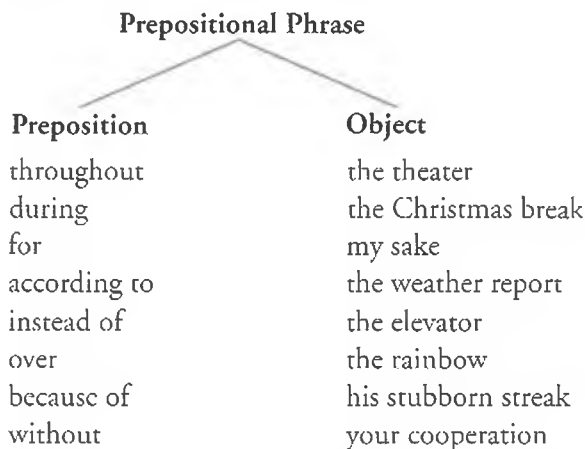 Prepositional Phrase
Preposition Object
throughout the theater
during the Christmas break
for my sake
according to the weather report
instead of the elevator
over the rainbow
because of his stubborn streak
without your cooperation